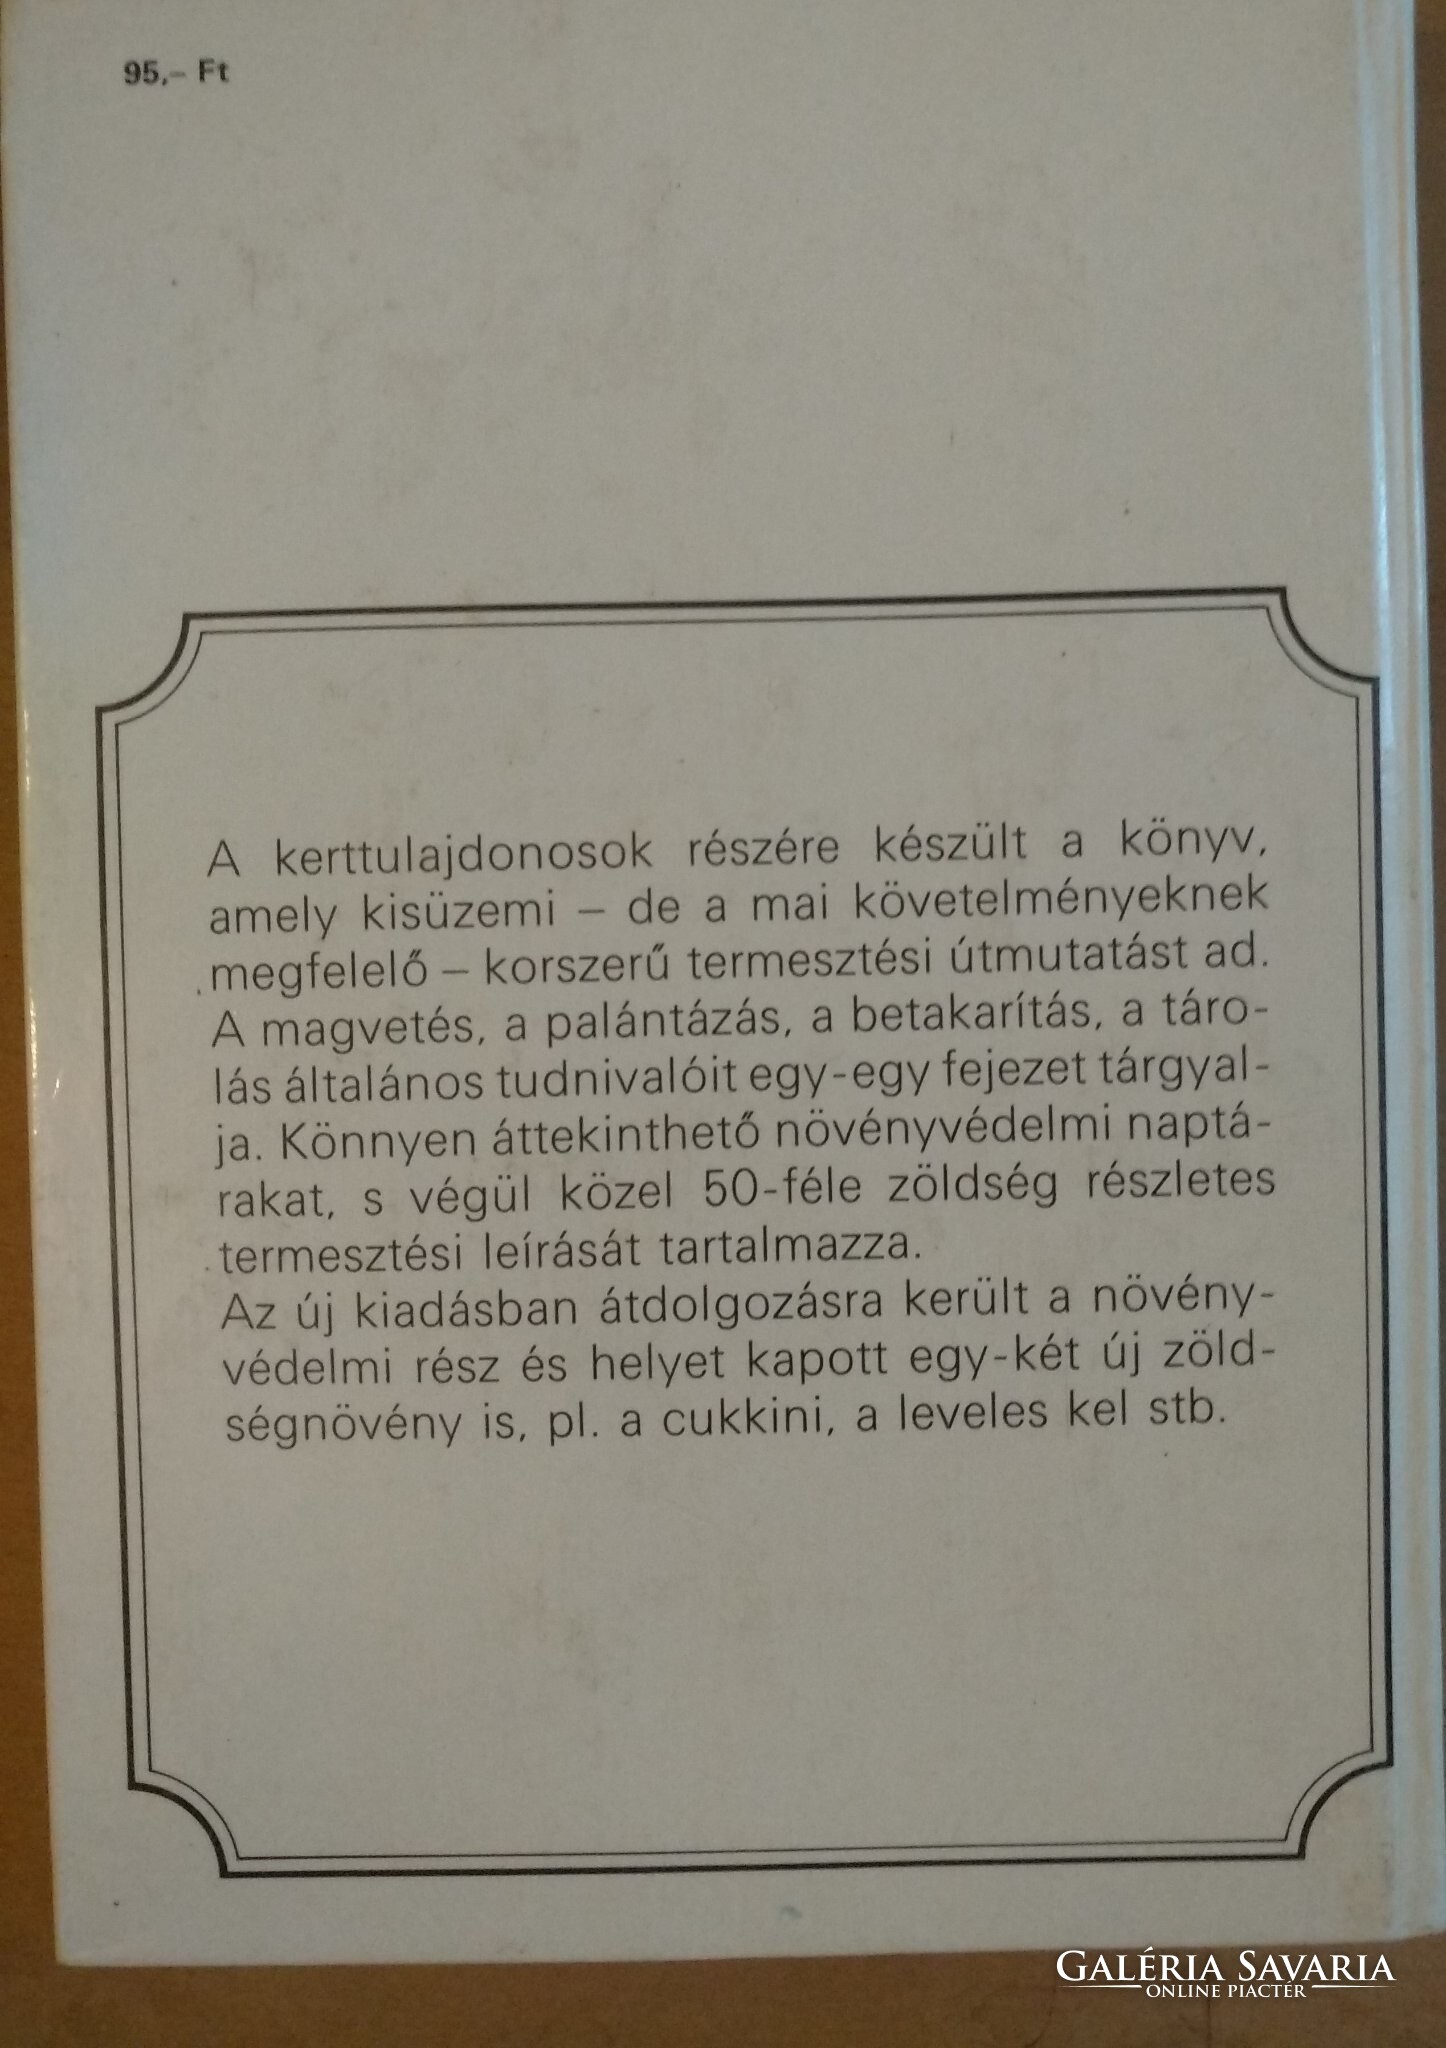 95,– Ft
A kerttulajdonosok részére készült a könyv,
amely kisüzemi – de a mai követelményeknek
megfelelő – korszerű termesztési útmutatást ad.
A magvetés, a palántázás, a betakarítás, a táro-
lás általános tudnivalóit egy-egy fejezet tárgyal-
ja. Könnyen áttekinthető növényvédelmi naptá-
rakat, s végül közel 50-féle zöldség részletes
termesztési leírását tartalmazza.
Az új kiadásban átdolgozásra került a növény-
védelmi rész és helyet kapott egy-két új zöld-
ségnövény is, pl. a cukkini, a leveles kel stb.
GALÉRIA SAVARIA
ONLINE PIACTÉR